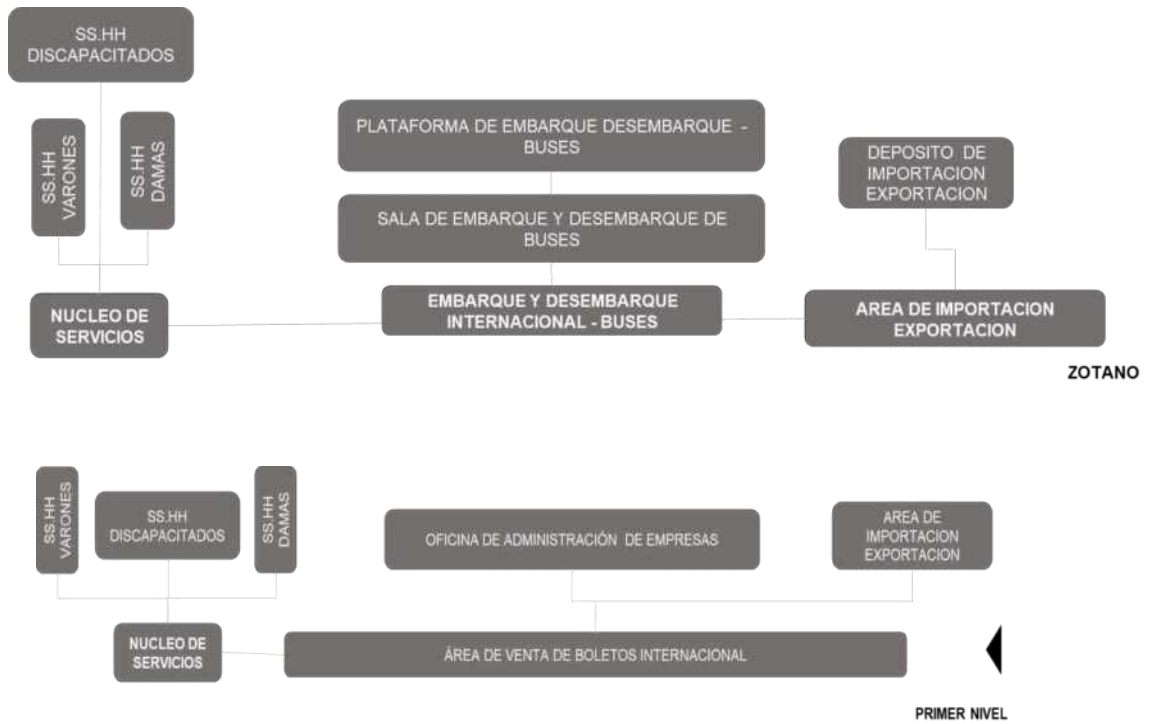 SS.HH
DISCAPACITADOS
SS.HH
VARONES
SS.HH
DAMAS
PLATAFORMA DE EMBARQUE DESEMBARQUE -
BUSES
SALA DE EMBARQUE Y DESEMBARQUE DE
BUSES
DEPOSITO DE
IMPORTACION
EXPORTACION
NUCLEO DE
SERVICIOS
EMBARQUE Y DESEMBARQUE
INTERNACIONAL - BUSES
AREA DE IMPORTACION
EXPORTACION
ZOTANO
SS.HH
VARONES
SS.HH
DISCAPACITADOS
SS.HH
DAMAS
OFICINA DE ADMINISTRACIÓN DE EMPRESAS
AREA DE
IMPORTACION
EXPORTACION
NUCLEO DE
SERVICIOS
ÁREA DE VENTA DE BOLETOS INTERNACIONAL
PRIMER NIVEL